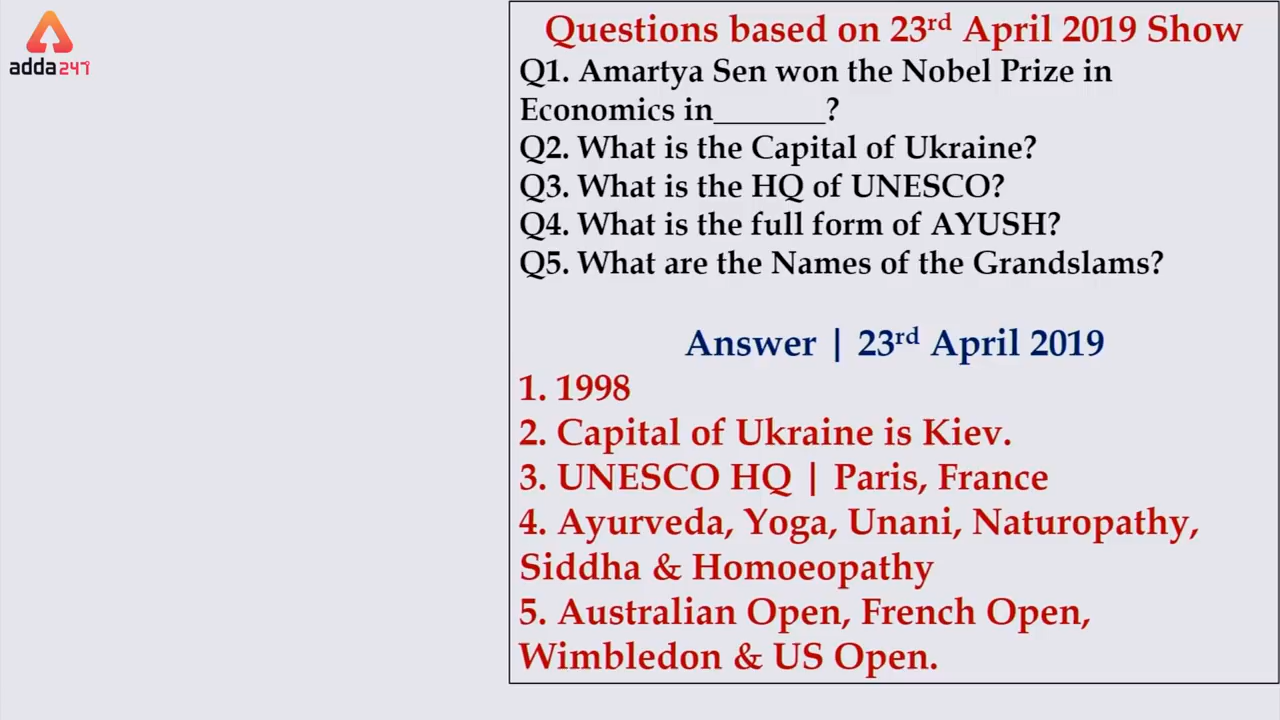 adda247
Questions based on 23rd April 2019 Show
Q1. Amartya Sen won the Nobel Prize in
Economics in_______?
Q2. What is the Capital of Ukraine?
Q3. What is the HQ of UNESCO?
Q4. What is the full form of AYUSH?
Q5. What are the Names of the Grandslams?
Answer | 23rd April 2019
1. 1998
2. Capital of Ukraine is Kiev.
3. UNESCO HQ | Paris, France
4. Ayurveda, Yoga, Unani, Naturopathy,
Siddha & Homoeopathy
5. Australian Open, French Open,
Wimbledon & US Open.